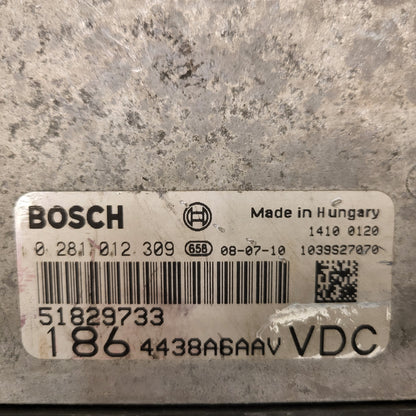 BOSCH Made in Hungary
1410 0120
0 281 012 309 658 08-07-10 1039S27070
51829733
186 4438A6AAV VDC